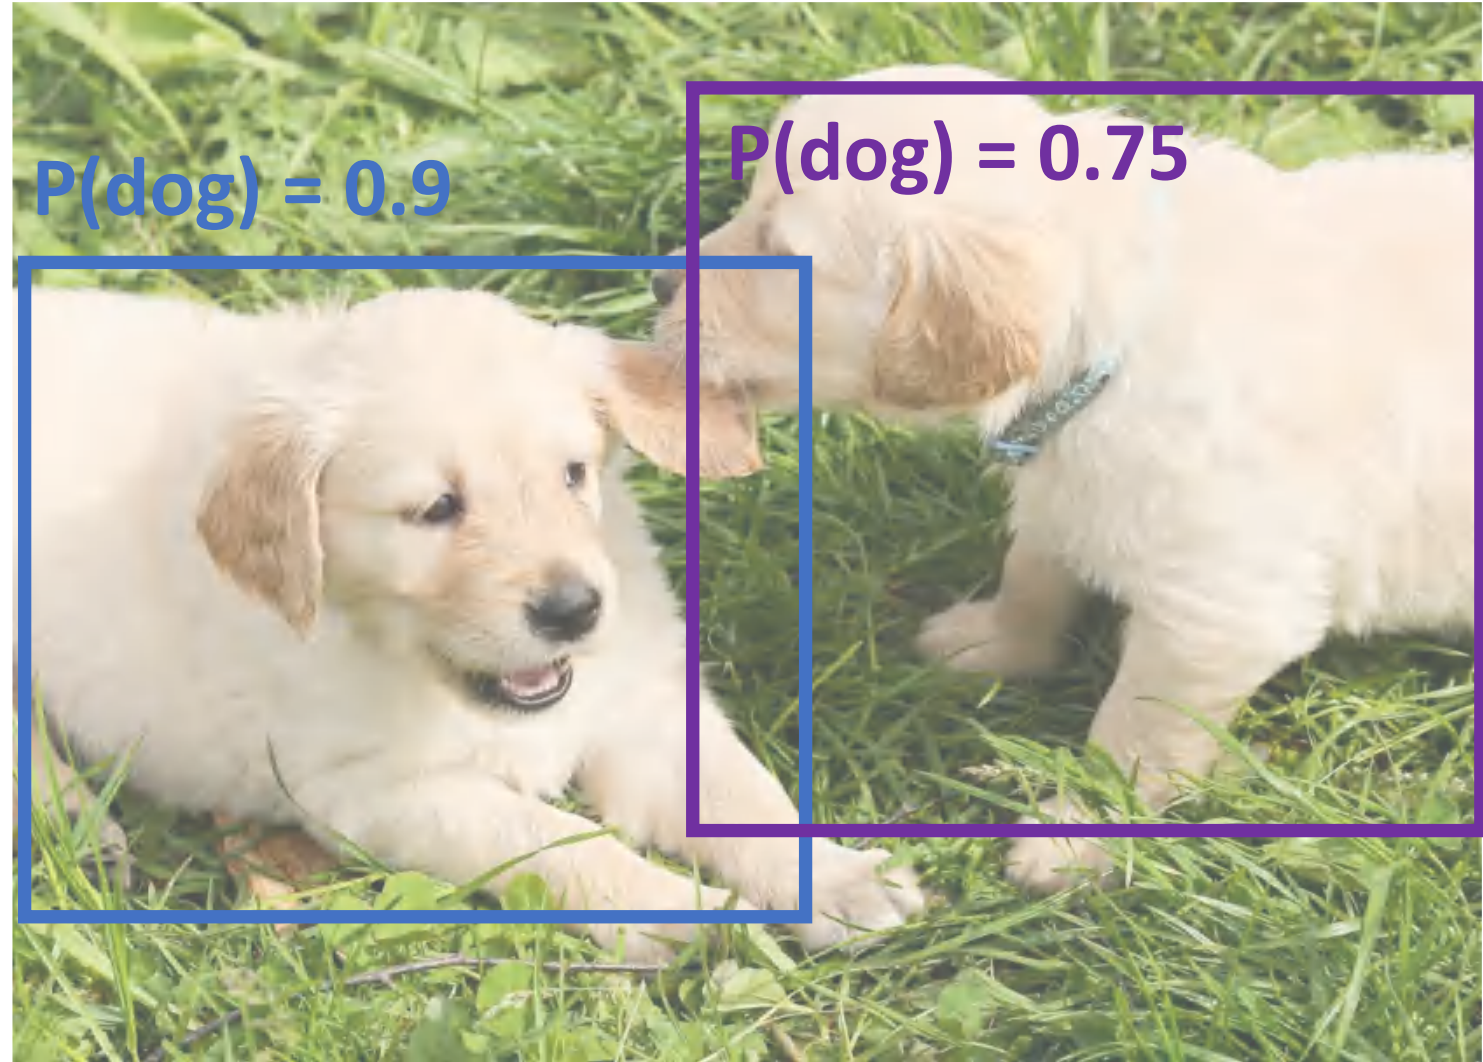 P(dog) = 0.9
P(dog) = 0.75